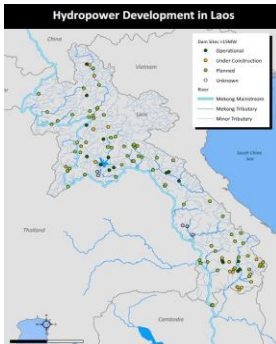 Hydropower Development in Laos
China
Vietnam
Dam Sites >15MW
Operational
Under Construction
Planned
Unknown
River
Mekong Mainstream
Mekong Tributary
Minor Tributary
Laos
South China
Sea
Thailand
Cambodia